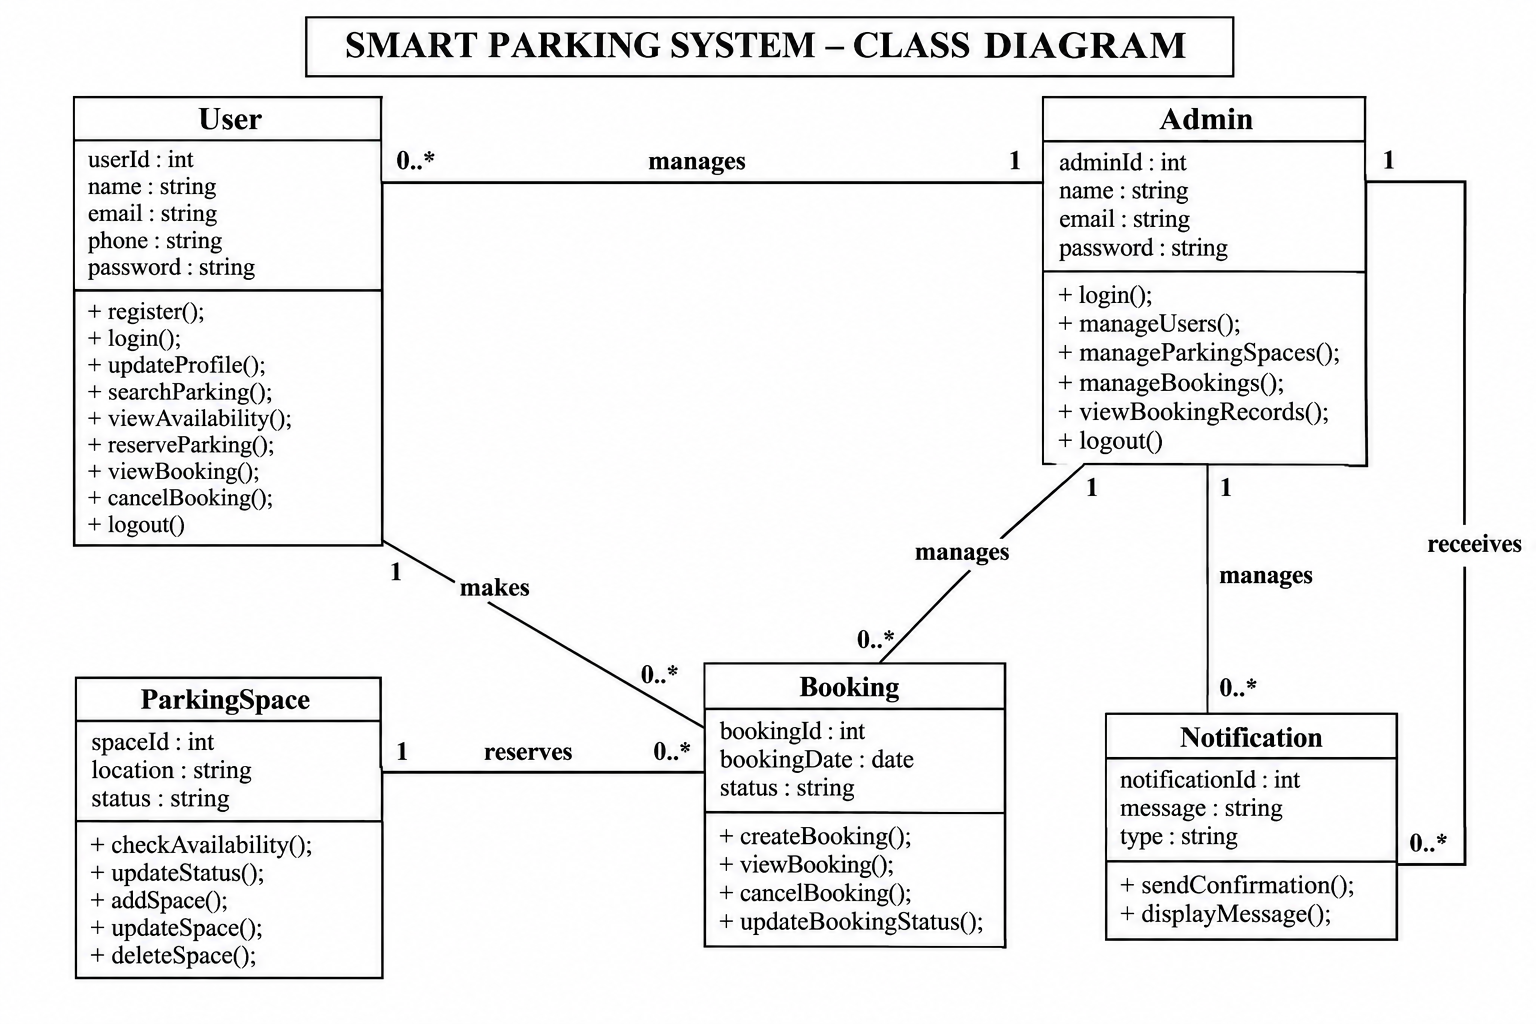 SMART PARKING SYSTEM – CLASS DIAGRAM
User
userId : int
name : string
email : string
phone : string
password : string
+ register();
+ login();
+ updateProfile();
+ searchParking();
+ viewAvailability();
+ reserveParking();
+ viewBooking();
+ cancelBooking();
+ logout()
0..*
manages
1
Admin
adminId : int
name : string
email : string
password : string
+ login();
+ manageUsers();
+ manageParkingSpaces();
+ manageBookings();
+ viewBookingRecords();
+ logout()
1
receeives
0..*
1
makes
0..*
1
manages
0..*
1
manages
0..*
ParkingSpace
spaceId : int
location : string
status : string
+ checkAvailability();
+ updateStatus();
+ addSpace();
+ updateSpace();
+ deleteSpace();
1
reserves
0..*
Booking
bookingId : int
bookingDate : date
status : string
+ createBooking();
+ viewBooking();
+ cancelBooking();
+ updateBookingStatus();
Notification
notificationId : int
message : string
type : string
+ sendConfirmation();
+ displayMessage();